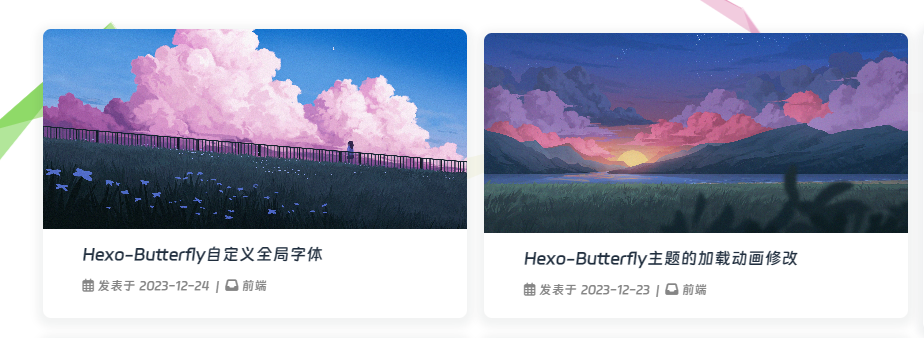 Hexo-Butterfly自定义全局字体
发表于 2023-12-24 | 前端
Hexo-Butterfly主题的加载动画修改
发表于 2023-12-23 | 前端